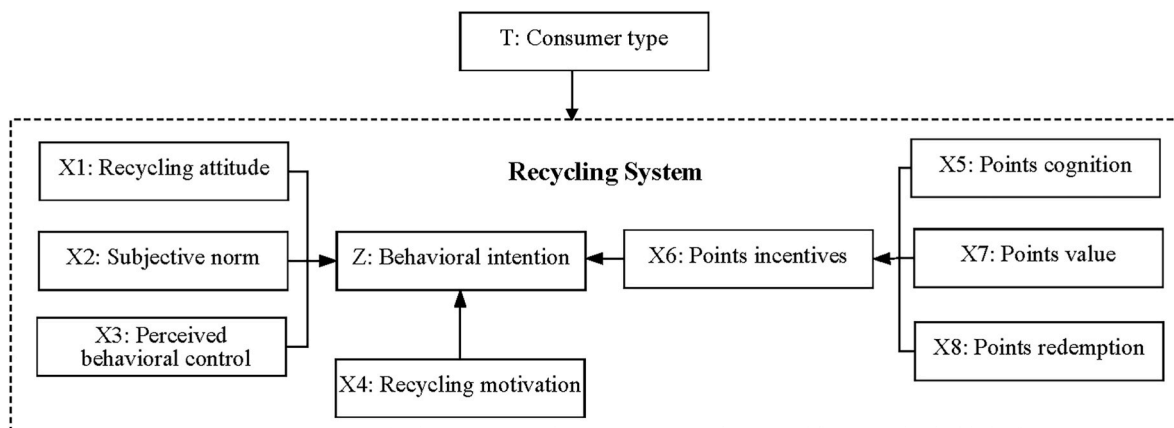 T: Consumer type
Recycling System
X1: Recycling attitude
X2: Subjective norm
X3: Perceived
behavioral control
Z: Behavioral intention
X4: Recycling motivation
X6: Points incentives
X5: Points cognition
X7: Points value
X8: Points redemption